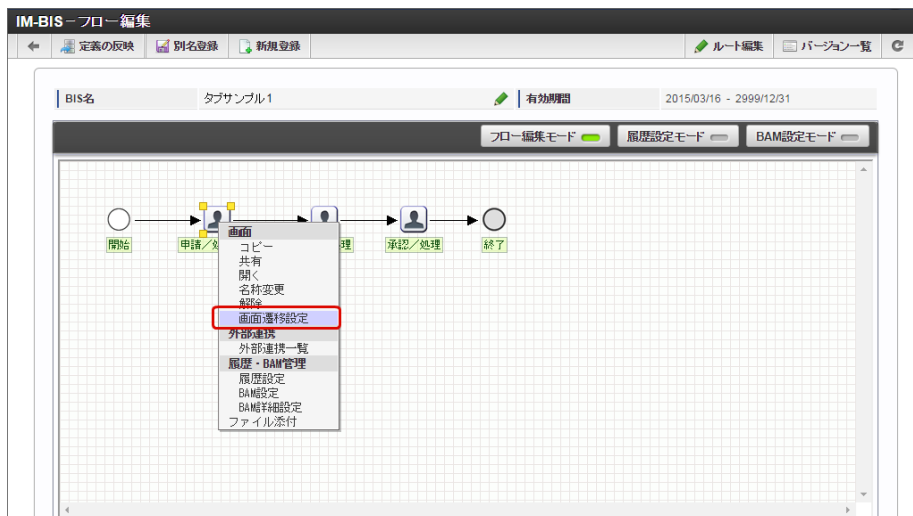 IM-BIS－フロー編集
定義の反映 別名登録 新規登録 ルート編集 バージョン一覧
BIS名 タブサンプル1 有効期間 2015/03/16 - 2999/12/31
フロー編集モード 履歴設定モード BAM設定モード
開始 申請／処 理 承認／処理 終了
画面
コピー
共有
開く
名称変更
解除
画面遷移設定
外部連携
外部連携一覧
履歴・BAM管理
履歴設定
BAM設定
BAM詳細設定
ファイル添付